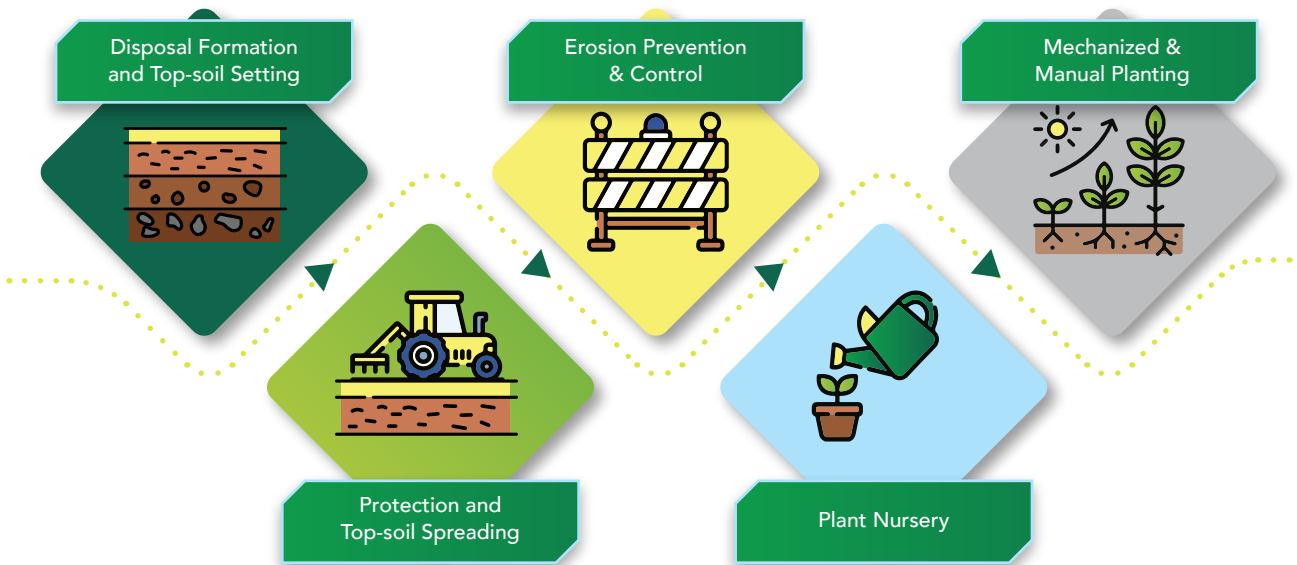 Disposal Formation
and Top-soil Setting
Protection and
Top-soil Spreading
Erosion Prevention
& Control
Plant Nursery
Mechanized &
Manual Planting